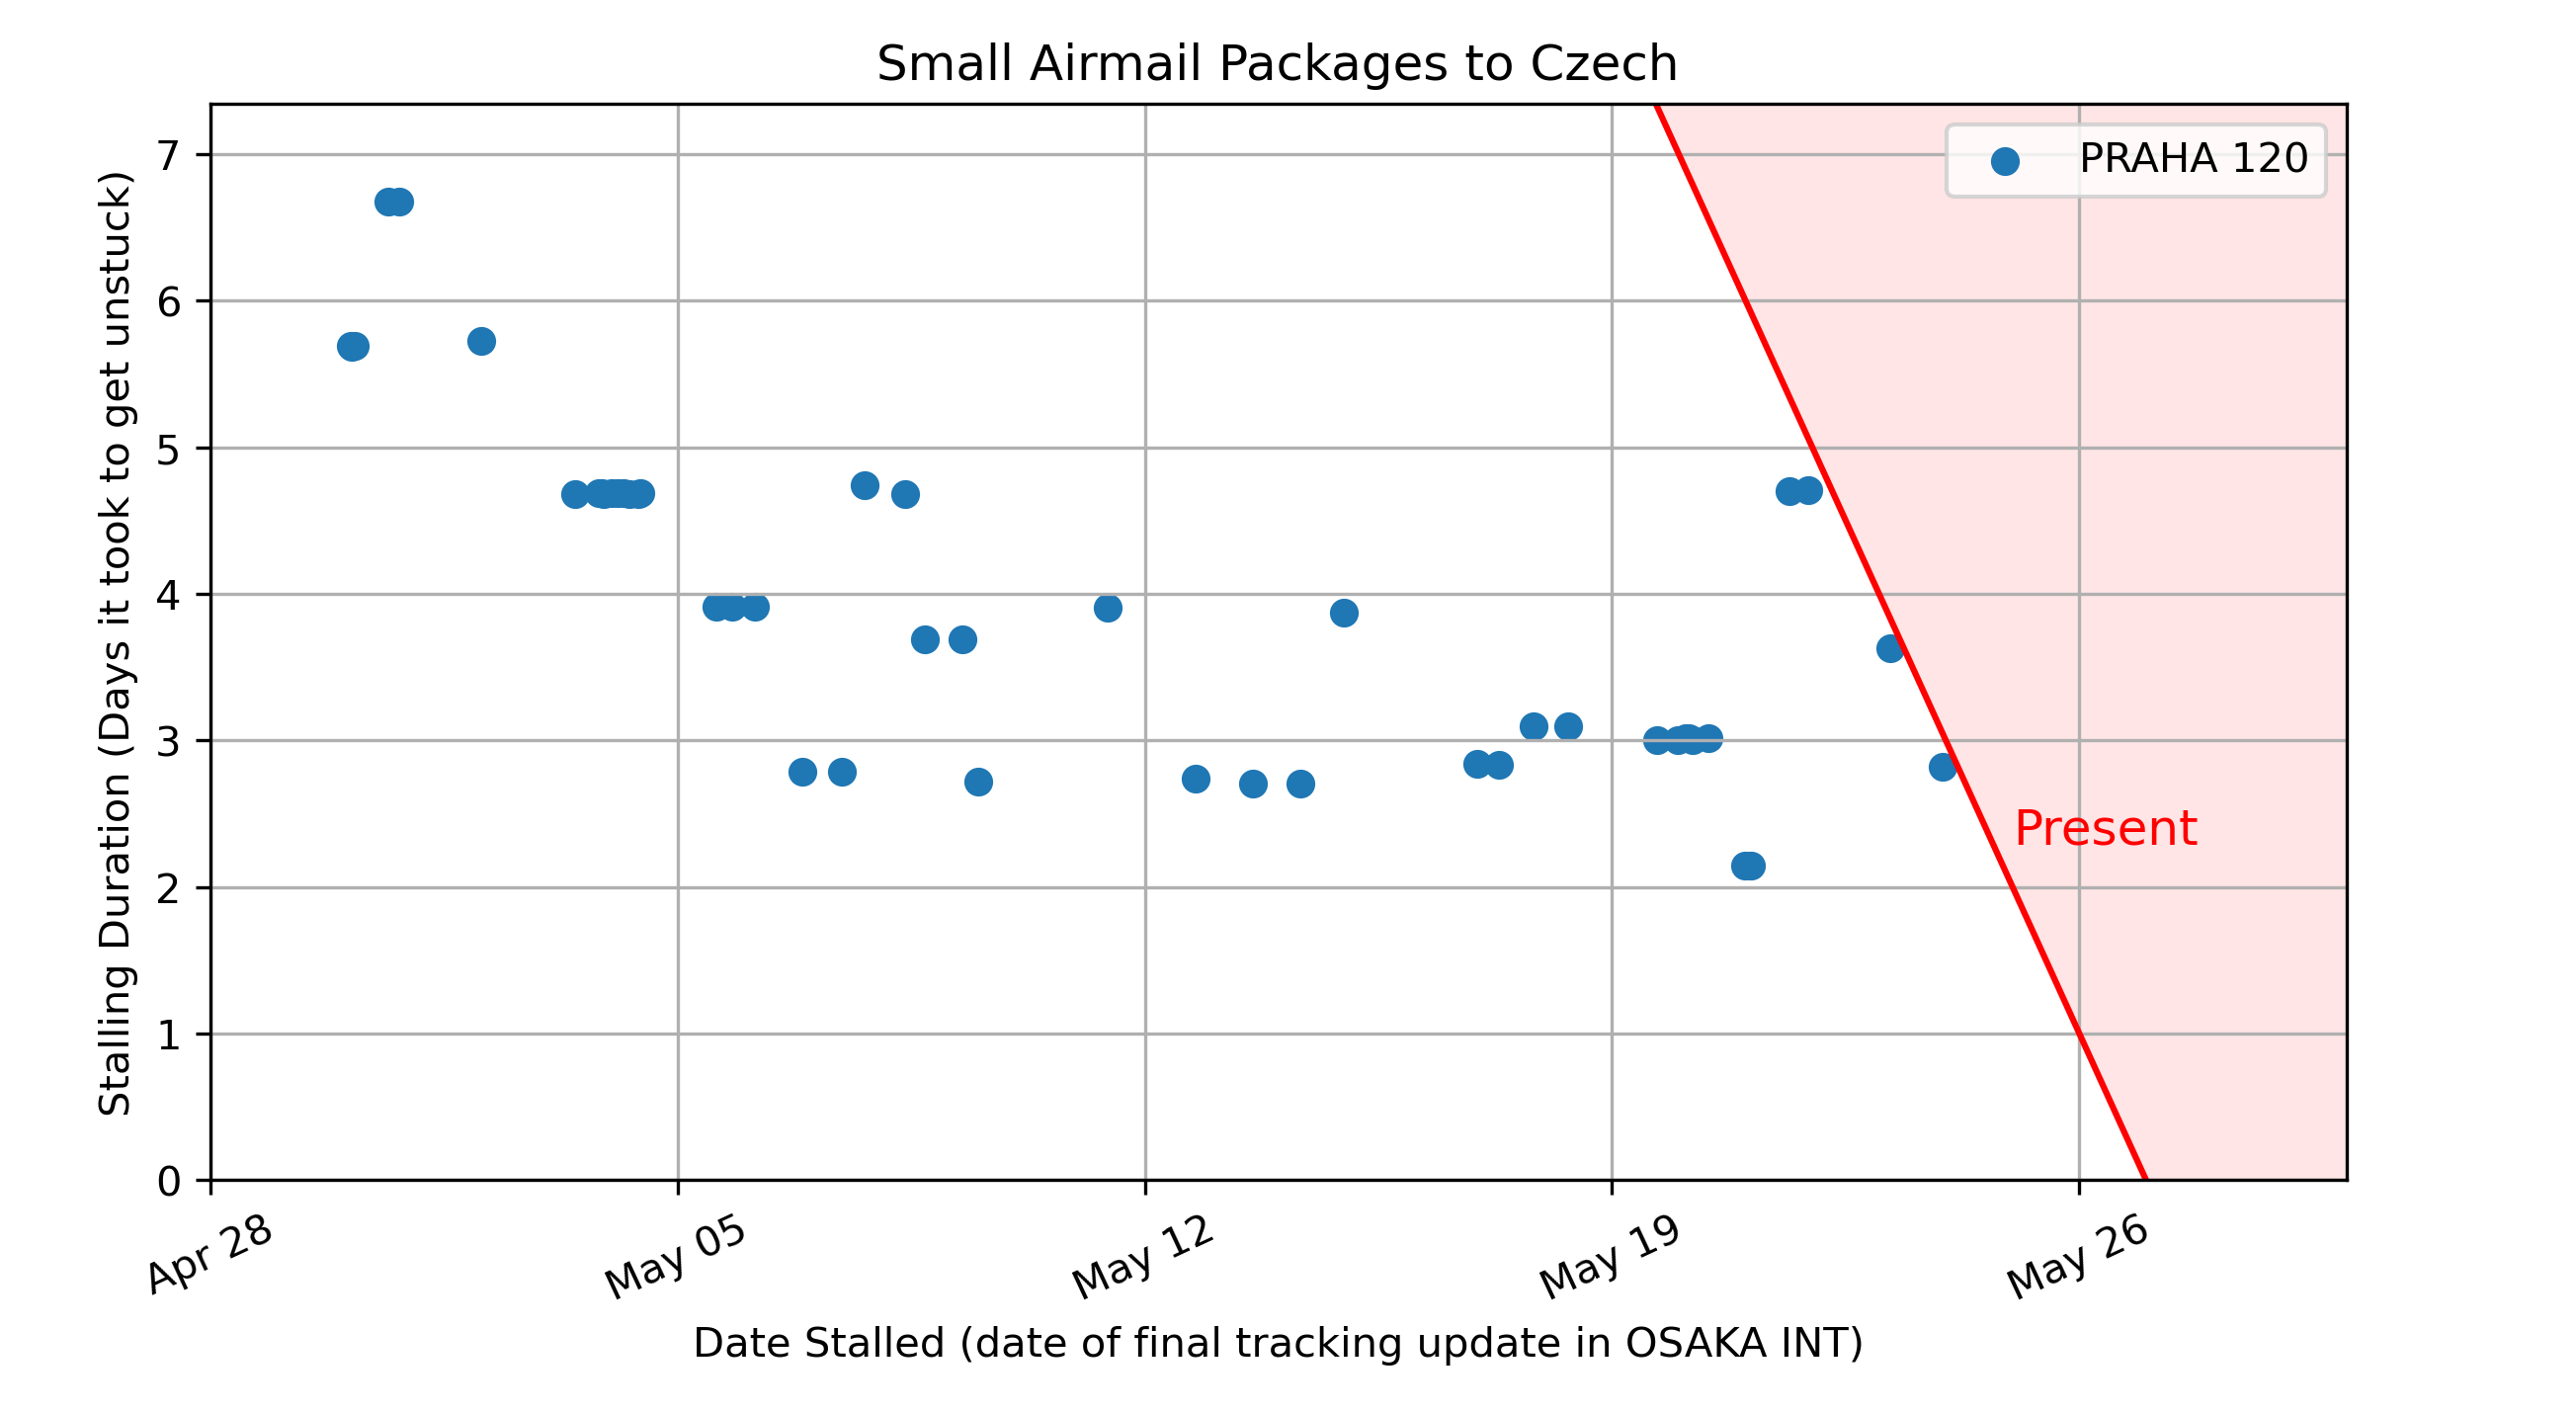 Small Airmail Packages to Czech
PRAHA 120
Stalling Duration (Days it took to get unstuck)
7
6
5
4
3
2
1
0
Present
Apr 28
May 05
May 12
May 19
May 26
Date Stalled (date of final tracking update in OSAKA INT)